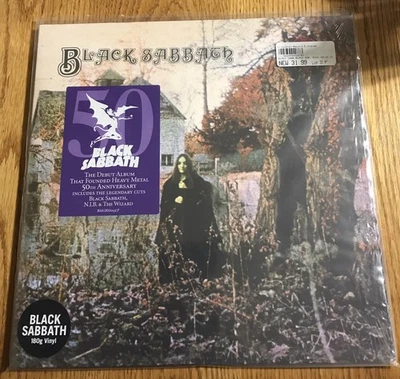 BLACK SABBATH
NEW 31.99
50
BLACK
SABBATH
THE DEBUT ALBUM
THAT FOUNDED HEAVY METAL
50TH ANNIVERSARY
INCLUDES THE LEGENDARY CUTS
BLACK SABBATH,
N.I.B. & THE WIZARD
BLACK
SABBATH
180g Vinyl